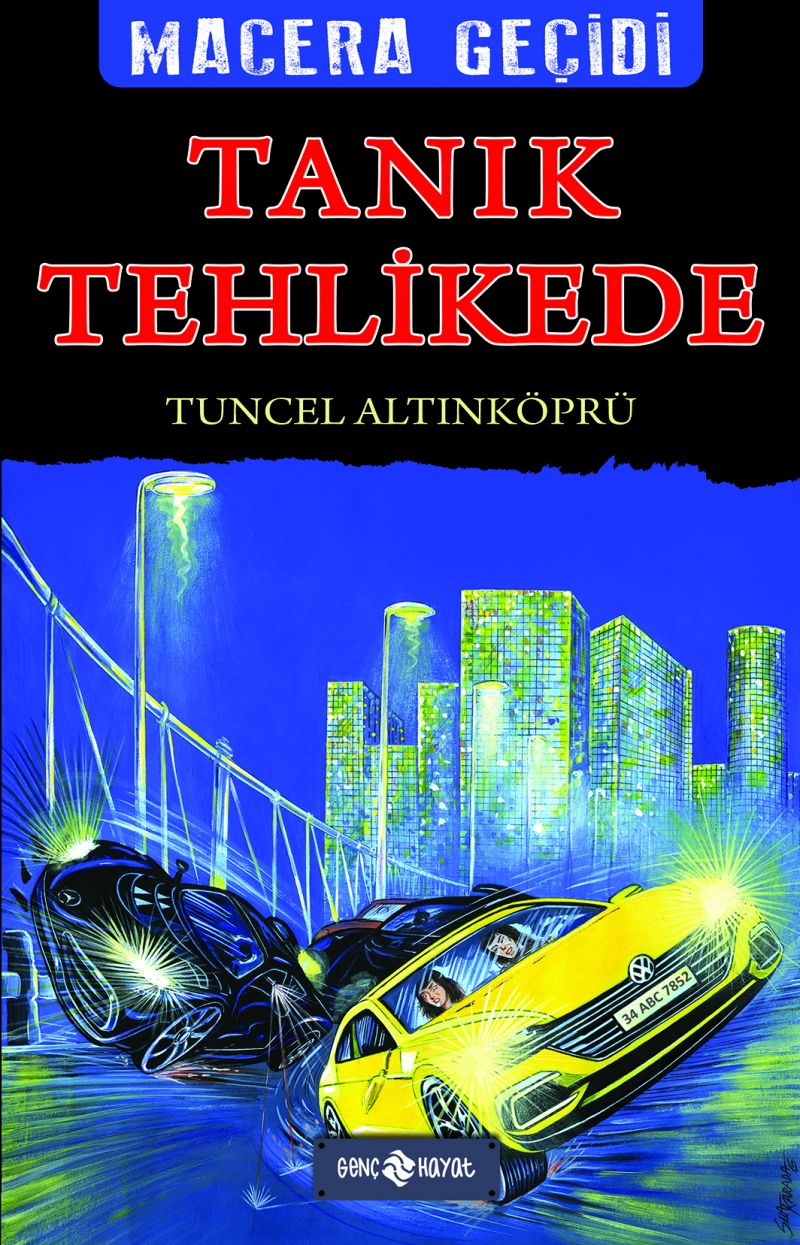 MACERA GEÇİDİ
TANIK
TEHLİKEDE
TUNCEL ALTINKÖPRÜ
34 ABC 7852
GENÇ HAYAT